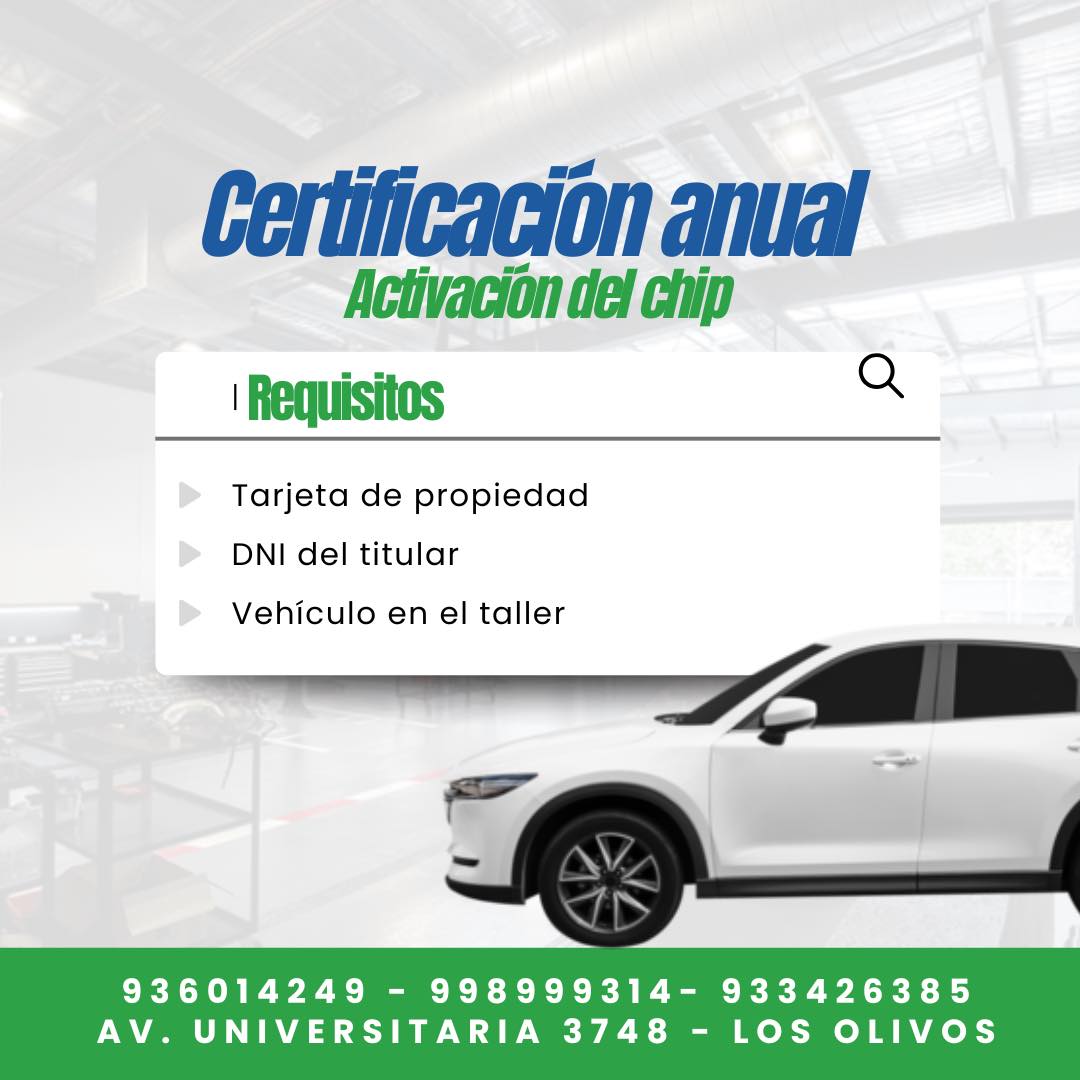 Certificación anual
Activación del chip
| Requisitos
Tarjeta de propiedad
DNI del titular
Vehículo en el taller
936014249 - 998999314- 933426385
AV. UNIVERSITARIA 3748 - LOS OLIVOS